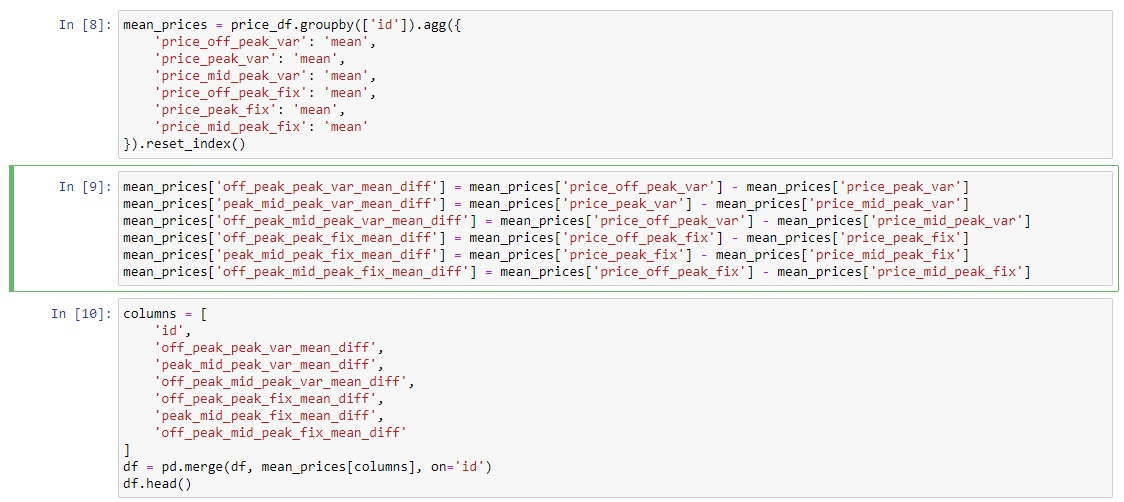 In [8]: mean_prices = price_df.groupby(['id']).agg({
    'price_off_peak_var': 'mean',
    'price_peak_var': 'mean',
    'price_mid_peak_var': 'mean',
    'price_off_peak_fix': 'mean',
    'price_peak_fix': 'mean',
    'price_mid_peak_fix': 'mean'
}).reset_index()
In [9]: mean_prices['off_peak_peak_var_mean_diff'] = mean_prices['price_off_peak_var'] - mean_prices['price_peak_var']
mean_prices['peak_mid_peak_var_mean_diff'] = mean_prices['price_peak_var'] - mean_prices['price_mid_peak_var']
mean_prices['off_peak_mid_peak_var_mean_diff'] = mean_prices['price_off_peak_var'] - mean_prices['price_mid_peak_var']
mean_prices['off_peak_peak_fix_mean_diff'] = mean_prices['price_off_peak_fix'] - mean_prices['price_peak_fix']
mean_prices['peak_mid_peak_fix_mean_diff'] = mean_prices['price_peak_fix'] - mean_prices['price_mid_peak_fix']
mean_prices['off_peak_mid_peak_fix_mean_diff'] = mean_prices['price_off_peak_fix'] - mean_prices['price_mid_peak_fix']
In [10]: columns = [
    'id',
    'off_peak_peak_var_mean_diff',
    'peak_mid_peak_var_mean_diff',
    'off_peak_mid_peak_var_mean_diff',
    'off_peak_peak_fix_mean_diff',
    'peak_mid_peak_fix_mean_diff',
    'off_peak_mid_peak_fix_mean_diff'
]
df = pd.merge(df, mean_prices[columns], on='id')
df.head()